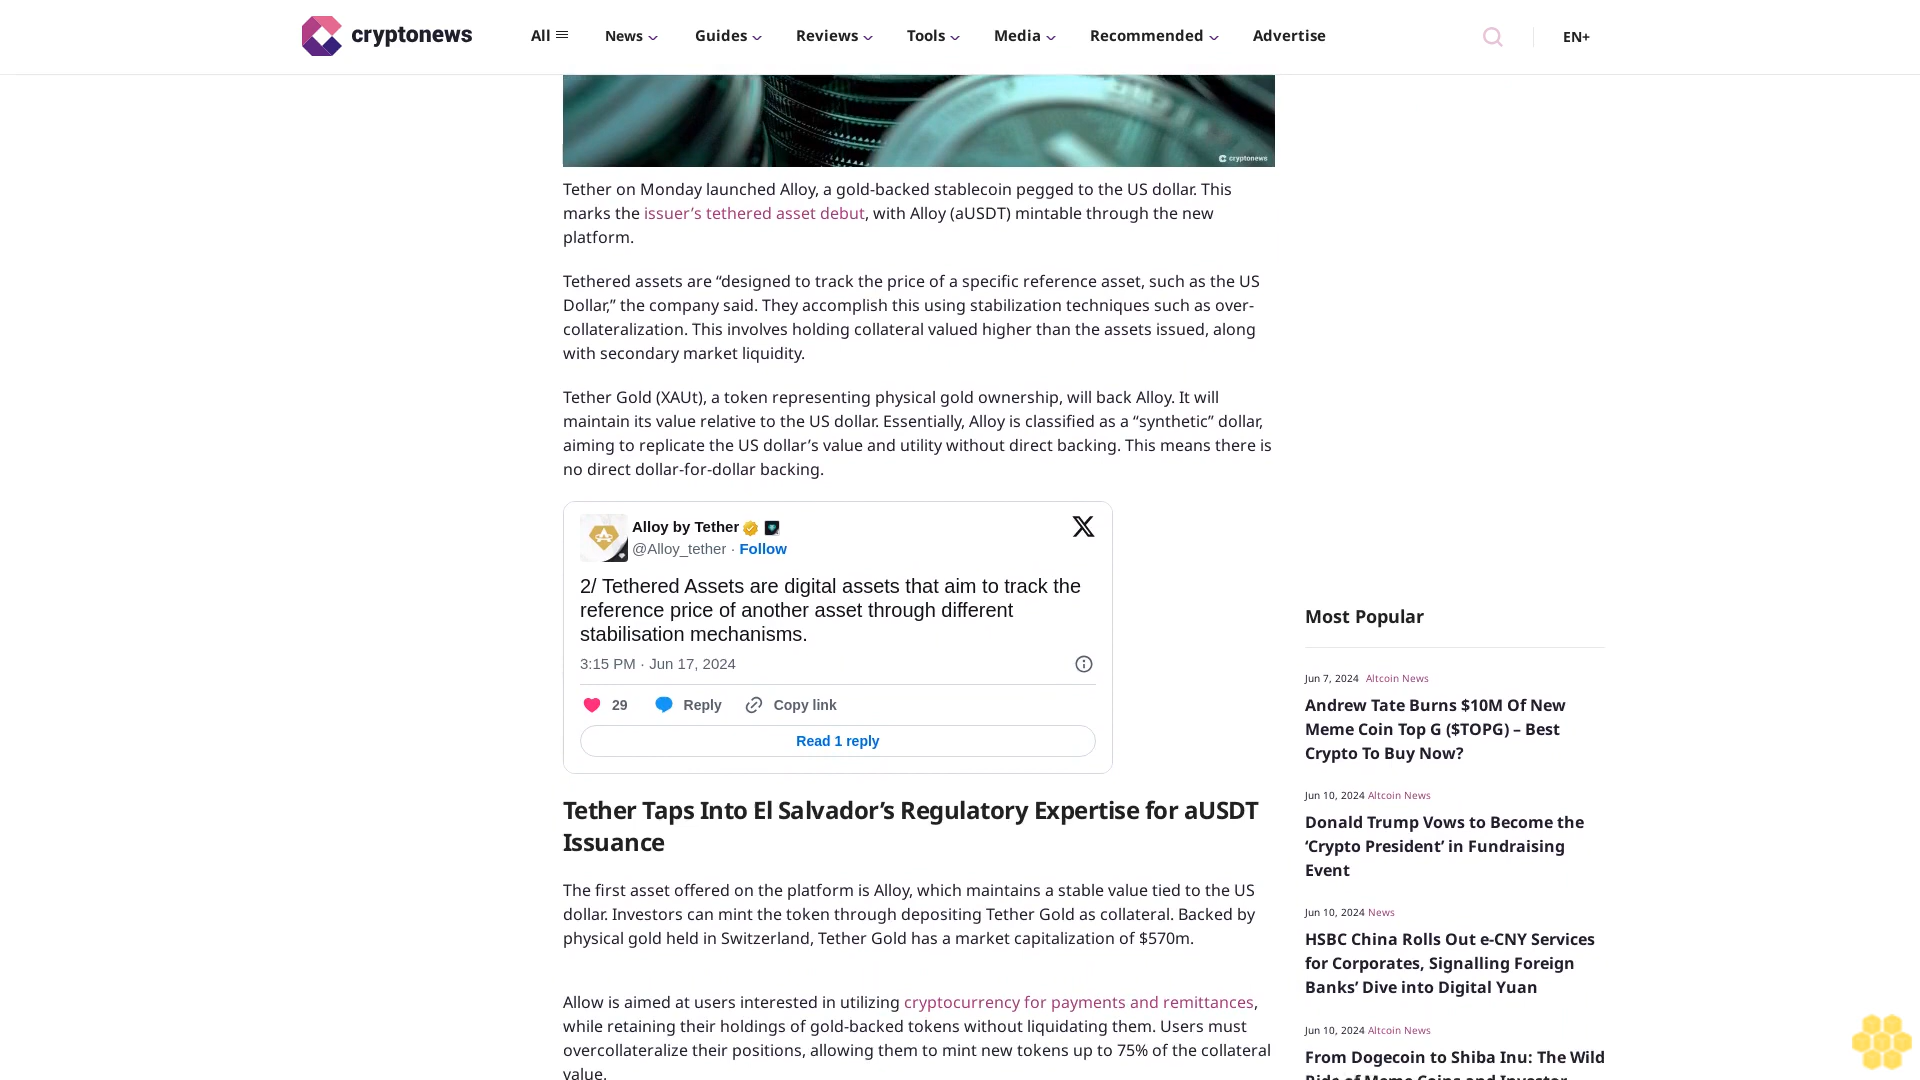 cryptonews
All
News
Guides
Reviews
Tools
Media
Recommended
Advertise
EN+
cryptonews
Tether on Monday launched Alloy, a gold-backed stablecoin pegged to the US dollar. This
marks the issuer’s tethered asset debut, with Alloy (aUSDT) mintable through the new
platform.
Tethered assets are “designed to track the price of a specific reference asset, such as the US
Dollar,” the company said. They accomplish this using stabilization techniques such as over-
collateralization. This involves holding collateral valued higher than the assets issued, along
with secondary market liquidity.
Tether Gold (XAUt), a token representing physical gold ownership, will back Alloy. It will
maintain its value relative to the US dollar. Essentially, Alloy is classified as a “synthetic” dollar,
aiming to replicate the US dollar’s value and utility without direct backing. This means there is
no direct dollar-for-dollar backing.
Alloy by Tether
@Alloy_tether · Follow
2/ Tethered Assets are digital assets that aim to track the
reference price of another asset through different
stabilisation mechanisms.
3:15 PM · Jun 17, 2024
29 Reply Copy link
Read 1 reply
Tether Taps Into El Salvador’s Regulatory Expertise for aUSDT
Issuance
The first asset offered on the platform is Alloy, which maintains a stable value tied to the US
dollar. Investors can mint the token through depositing Tether Gold as collateral. Backed by
physical gold held in Switzerland, Tether Gold has a market capitalization of $570m.
Allow is aimed at users interested in utilizing cryptocurrency for payments and remittances,
while retaining their holdings of gold-backed tokens without liquidating them. Users must
overcollateralize their positions, allowing them to mint new tokens up to 75% of the collateral
value.
Most Popular
Jun 7, 2024 Altcoin News
Andrew Tate Burns $10M Of New
Meme Coin Top G ($TOPG) – Best
Crypto To Buy Now?
Jun 10, 2024 Altcoin News
Donald Trump Vows to Become the
‘Crypto President’ in Fundraising
Event
Jun 10, 2024 News
HSBC China Rolls Out e-CNY Services
for Corporates, Signalling Foreign
Banks’ Dive into Digital Yuan
Jun 10, 2024 Altcoin News
From Dogecoin to Shiba Inu: The Wild
Ride of Meme Coins and Investor